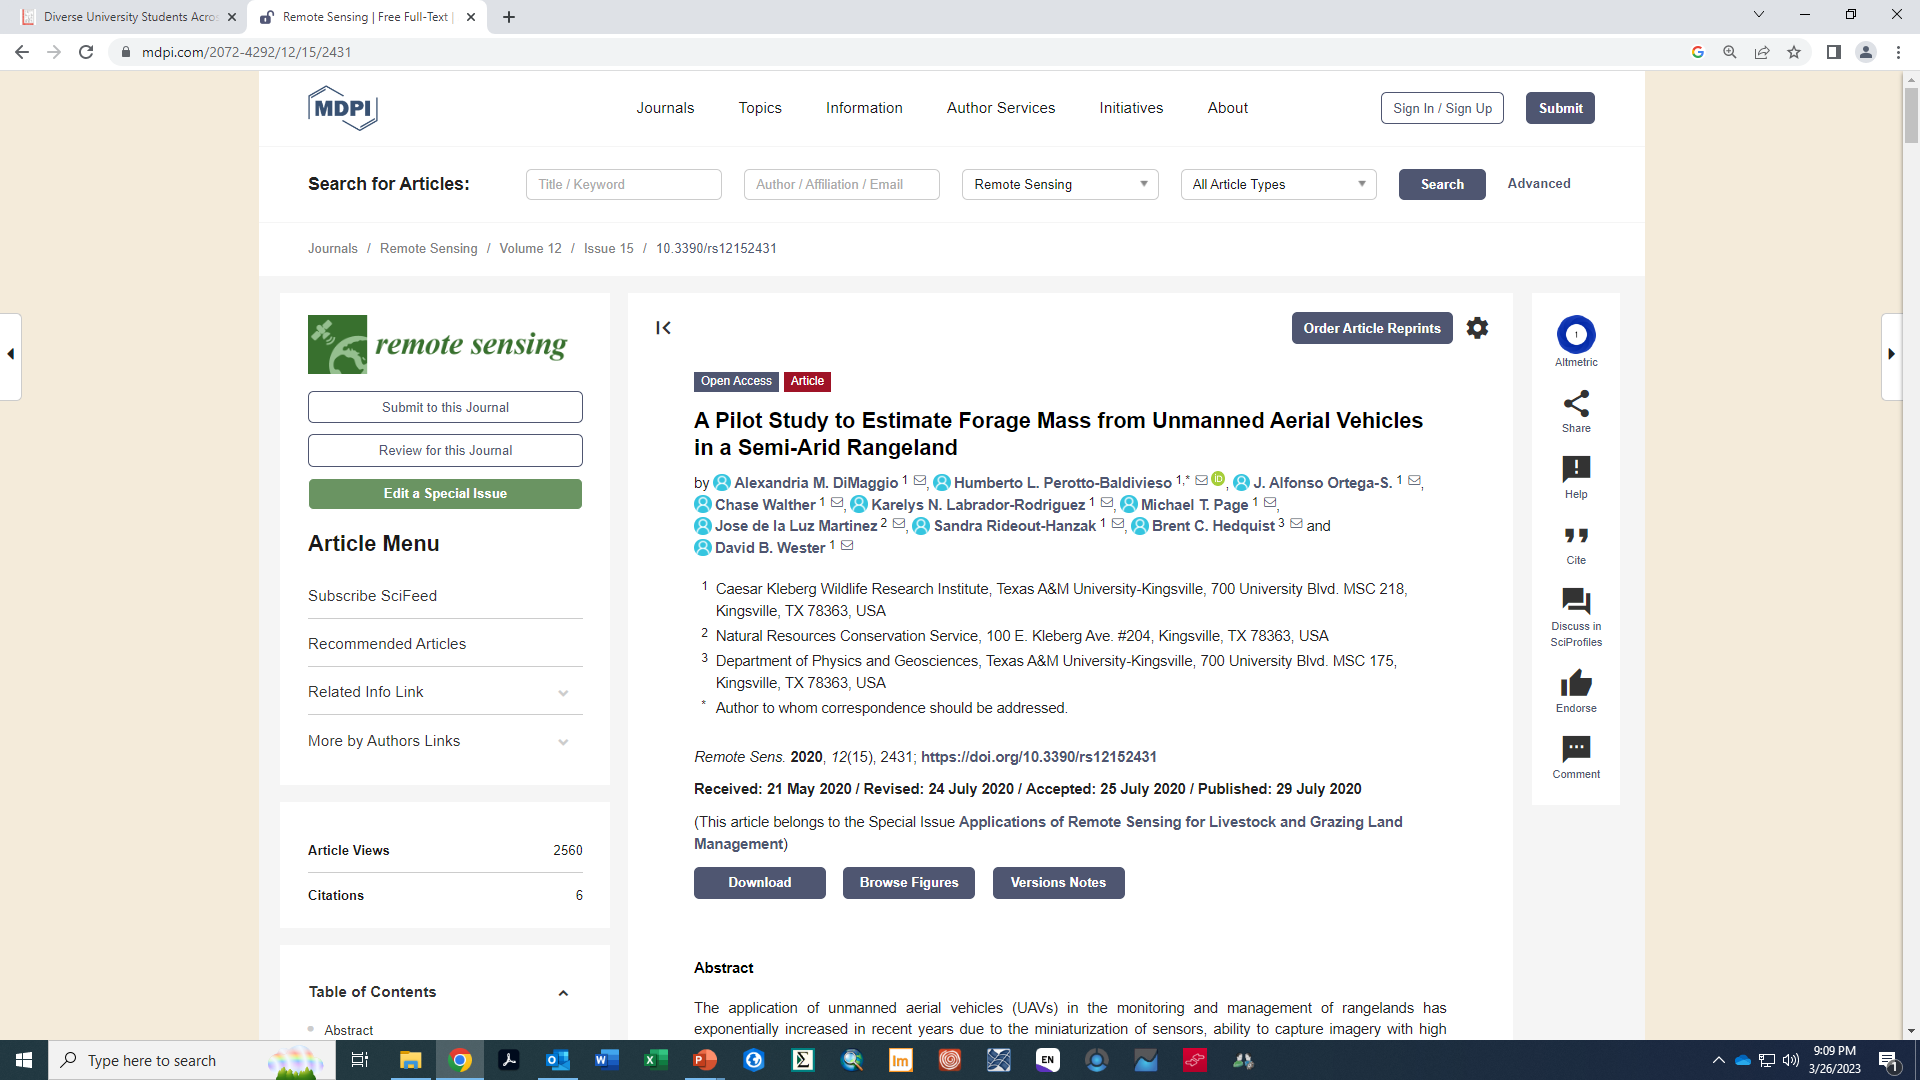 Diverse University Students Acros
Remote Sensing | Free Full-Text |
mdpi.com/2072-4292/12/15/2431
MDPI
Journals
Topics
Information
Author Services
Initiatives
About
Sign In / Sign Up
Submit
Search for Articles:
Title / Keyword
Author / Affiliation / Email
Remote Sensing
All Article Types
Search
Advanced
Journals / Remote Sensing / Volume 12 / Issue 15 / 10.3390/rs12152431
remote sensing
Submit to this Journal
Review for this Journal
Edit a Special Issue
Article Menu
Subscribe SciFeed
Recommended Articles
Related Info Link
More by Authors Links
Article Views 2560
Citations 6
Table of Contents
Abstract
Order Article Reprints
Open Access Article
A Pilot Study to Estimate Forage Mass from Unmanned Aerial Vehicles
in a Semi-Arid Rangeland
by Alexandria M. DiMaggio 1, Humberto L. Perotto-Baldivieso 1,* iD, J. Alfonso Ortega-S. 1,
Chase Walther 1, Karelys N. Labrador-Rodriguez 1, Michael T. Page 1,
Jose de la Luz Martinez 2, Sandra Rideout-Hanzak 1, Brent C. Hedquist 3 and
David B. Wester 1
1 Caesar Kleberg Wildlife Research Institute, Texas A&M University-Kingsville, 700 University Blvd. MSC 218,
Kingsville, TX 78363, USA
2 Natural Resources Conservation Service, 100 E. Kleberg Ave. #204, Kingsville, TX 78363, USA
3 Department of Physics and Geosciences, Texas A&M University-Kingsville, 700 University Blvd. MSC 175,
Kingsville, TX 78363, USA
* Author to whom correspondence should be addressed.
Remote Sens. 2020, 12(15), 2431; https://doi.org/10.3390/rs12152431
Received: 21 May 2020 / Revised: 24 July 2020 / Accepted: 25 July 2020 / Published: 29 July 2020
(This article belongs to the Special Issue Applications of Remote Sensing for Livestock and Grazing Land
Management)
Download
Browse Figures
Versions Notes
Abstract
The application of unmanned aerial vehicles (UAVs) in the monitoring and management of rangelands has
exponentially increased in recent years due to the miniaturization of sensors, ability to capture imagery with high
1
Altmetric
Share
Help
Cite
Discuss in
SciProfiles
Endorse
Comment
Type here to search
Im
EN
9:09 PM
3/26/2023
1